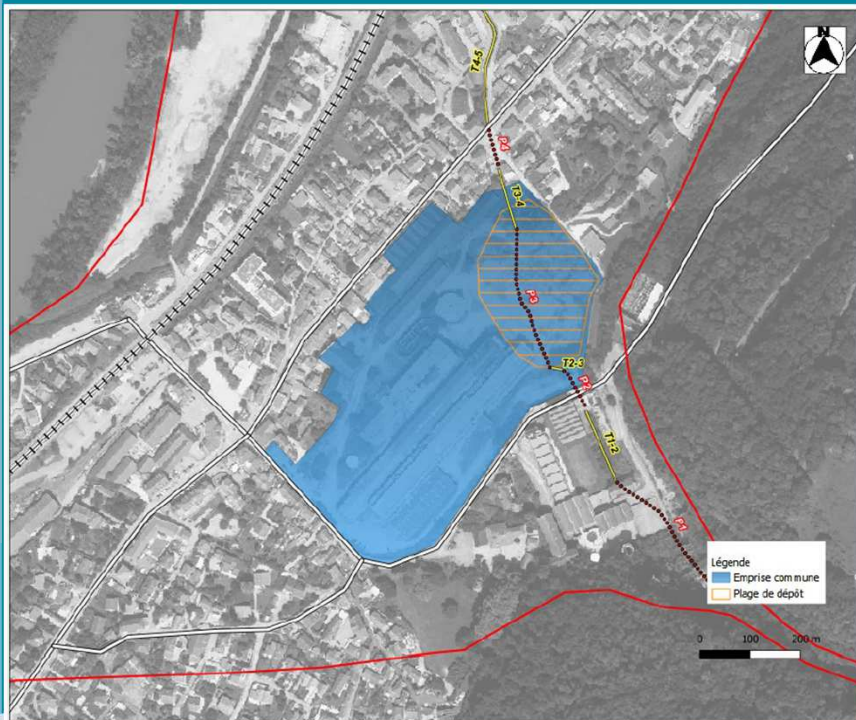 N
T4-5
P4
T3-4
P3
T2-3
P2
T1-2
P1
Légende
Emprise commune
Plage de dépôt
0 100 200 m